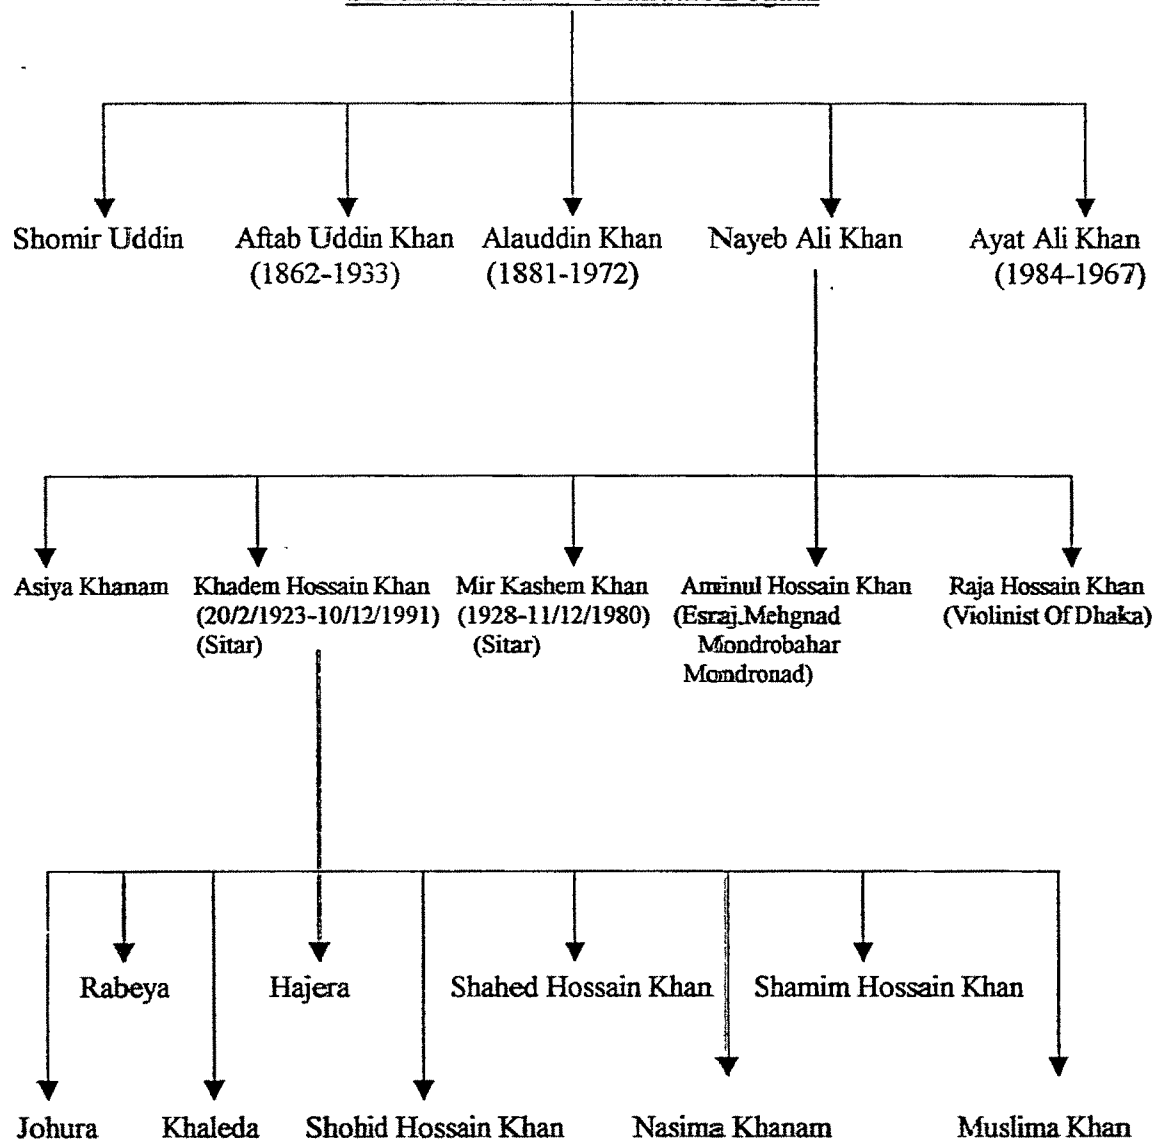 Shomir Uddin Aftab Uddin Khan Alauddin Khan Nayeb Ali Khan Ayat Ali Khan
(1862-1933) (1881-1972) (1984-1967)
Asiya Khanam Khadem Hossain Khan Mir Kashem Khan Aminul Hossain Khan Raja Hossain Khan
(20/2/1923-10/12/1991) (1928-11/12/1980) (Esraj,Mehgnad (Violinist Of Dhaka)
(Sitar) (Sitar) Mondrobahar
Momdronad)
Rabeya Hajera Shahed Hossain Khan Shamim Hossain Khan
Johura Khaleda Shohid Hossain Khan Nasima Khanam Muslima Khan